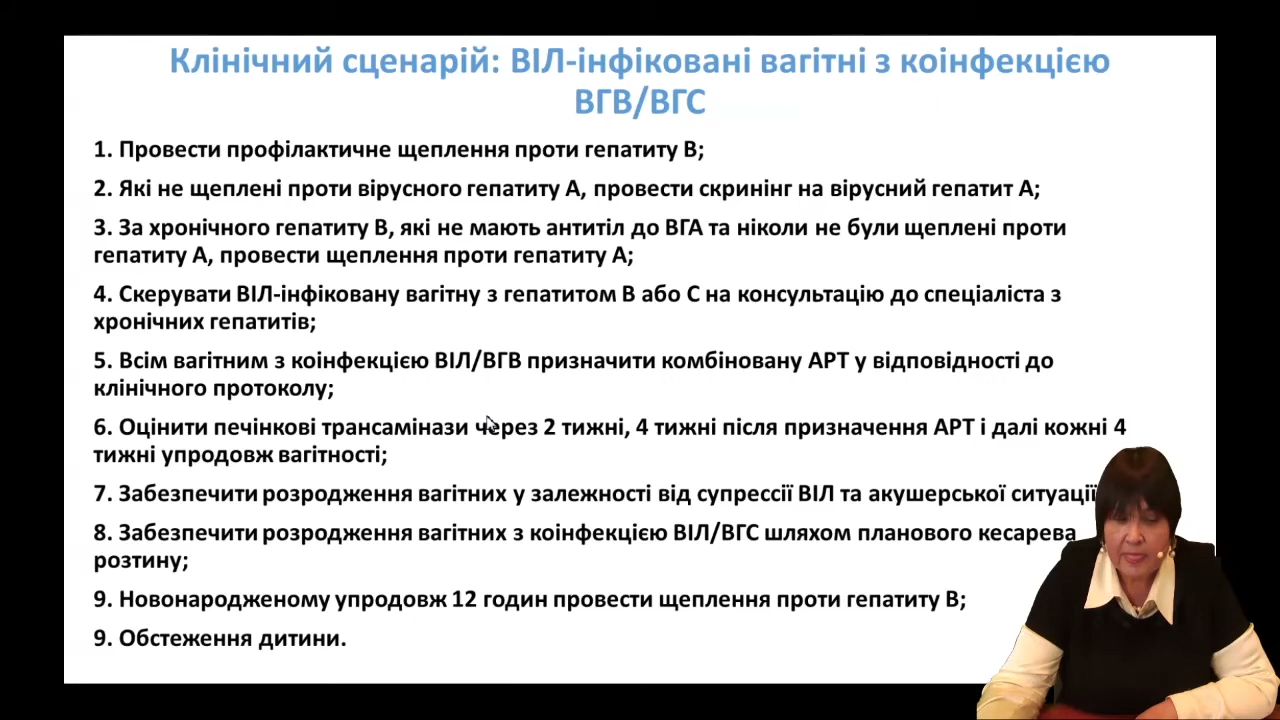 Клінічний сценарій: ВІЛ-інфіковані вагітні з коінфекцією
ВГВ/ВГС
1. Провести профілактичне щеплення проти гепатиту В;
2. Які не щеплені проти вірусного гепатиту А, провести скринінг на вірусний гепатит А;
3. За хронічного гепатиту В, які не мають антитіл до ВГА та ніколи не були щеплені проти
гепатиту А, провести щеплення проти гепатиту А;
4. Скерувати ВІЛ-інфіковану вагітну з гепатитом В або С на консультацію до спеціаліста з
хронічних гепатитів;
5. Всім вагітним з коінфекцією ВІЛ/ВГВ призначити комбіновану АРТ у відповідності до
клінічного протоколу;
6. Оцінити печінкові трансамінази через 2 тижні, 4 тижні після призначення АРТ і далі кожні 4
тижні упродовж вагітності;
7. Забезпечити розродження вагітних у залежності від супрессії ВІЛ та акушерської ситуації
8. Забезпечити розродження вагітних з коінфекцією ВІЛ/ВГС шляхом планового кесарева
розтину;
9. Новонародженому упродовж 12 годин провести щеплення проти гепатиту В;
9. Обстеження дитини.